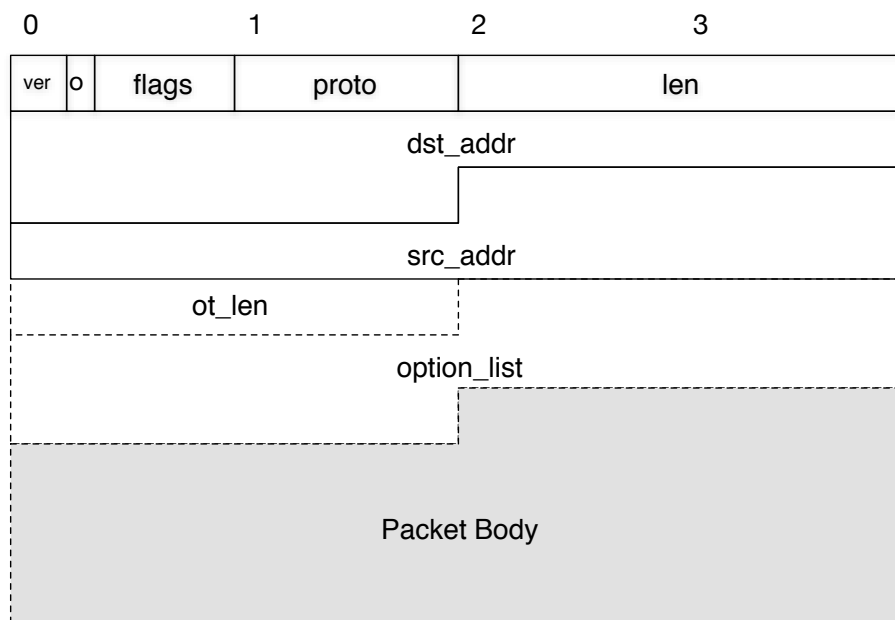 0 1 2 3
ver o flags proto len
dst_addr
src_addr
ot_len
option_list
Packet Body